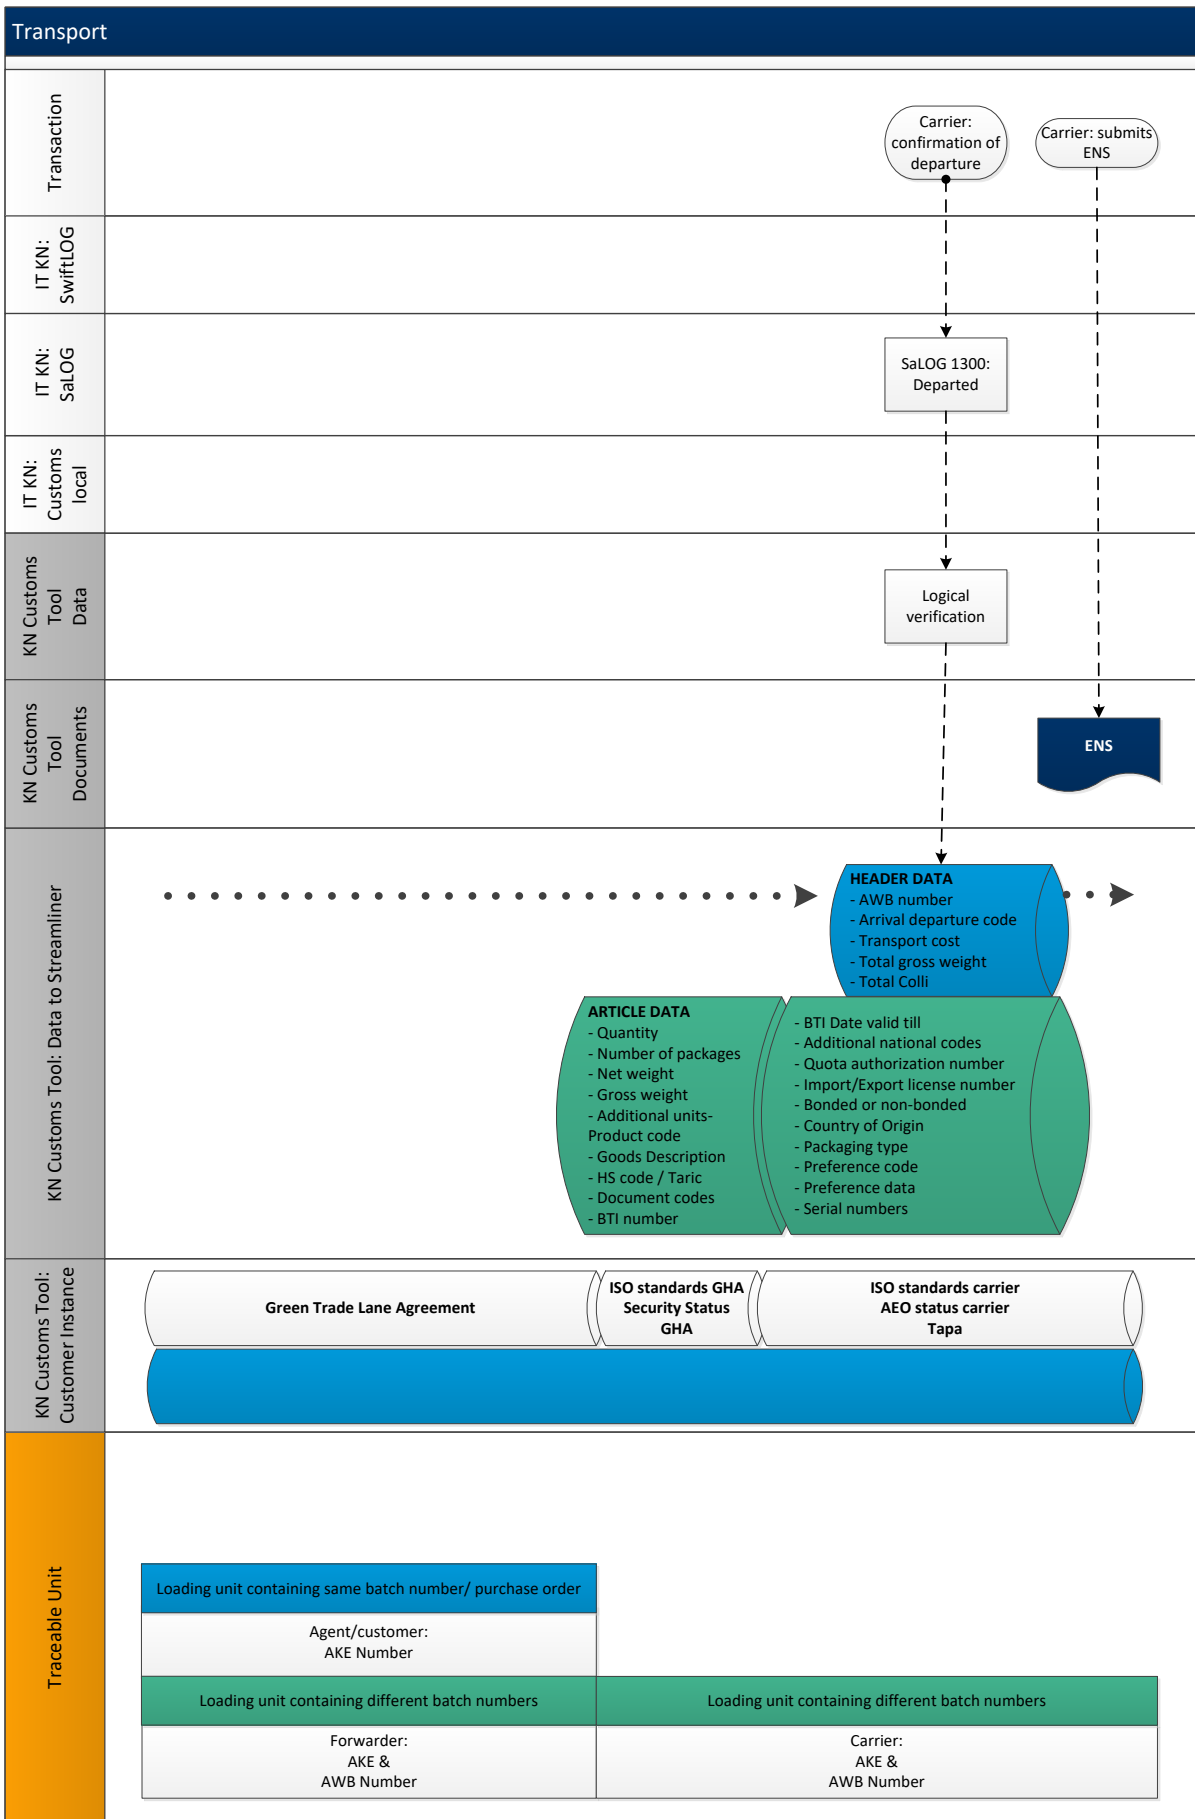 Transport
Transaction
Carrier:
confirmation of
departure
Carrier: submits
ENS
IT KN:
SwiftLOG
IT KN:
SaLOG
SaLOG 1300:
Departed
IT KN:
Customs
local
KN Customs
Tool
Data
Logical
verification
KN Customs
Tool
Documents
ENS
KN Customs Tool: Data to Streamliner
HEADER DATA
- AWB number
- Arrival departure code
- Transport cost
- Total gross weight
- Total Colli
ARTICLE DATA
- Quantity
- Number of packages
- Net weight
- Gross weight
- Additional units-
Product code
- Goods Description
- HS code / Taric
- Document codes
- BTI number
- BTI Date valid till
- Additional national codes
- Quota authorization number
- Import/Export license number
- Bonded or non-bonded
- Country of Origin
- Packaging type
- Preference code
- Preference data
- Serial numbers
KN Customs Tool:
Customer Instance
Green Trade Lane Agreement
ISO standards GHA
Security Status
GHA
ISO standards carrier
AEO status carrier
Tapa
Traceable Unit
Loading unit containing same batch number/ purchase order
Agent/customer:
AKE Number
Loading unit containing different batch numbers
Forwarder:
AKE &
AWB Number
Loading unit containing different batch numbers
Carrier:
AKE &
AWB Number